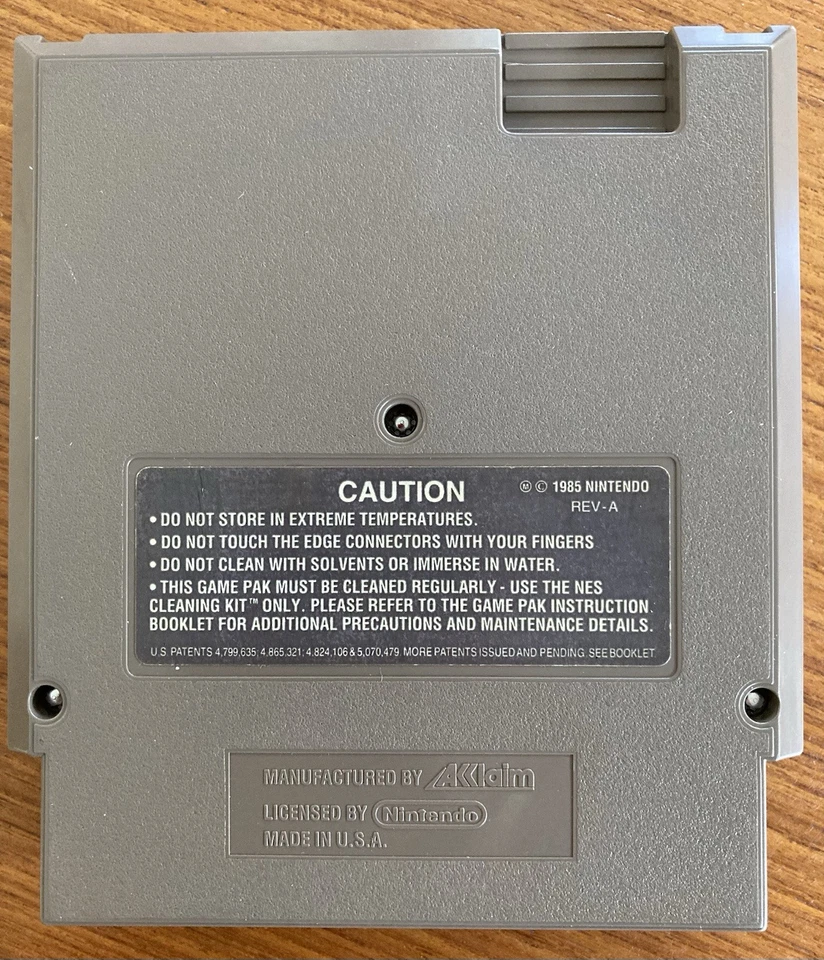 CAUTION
Ⓜ © 1985 NINTENDO
REV-A
• DO NOT STORE IN EXTREME TEMPERATURES.
• DO NOT TOUCH THE EDGE CONNECTORS WITH YOUR FINGERS
• DO NOT CLEAN WITH SOLVENTS OR IMMERSE IN WATER.
• THIS GAME PAK MUST BE CLEANED REGULARLY - USE THE NES
CLEANING KIT™ ONLY. PLEASE REFER TO THE GAME PAK INSTRUCTION
BOOKLET FOR ADDITIONAL PRECAUTIONS AND MAINTENANCE DETAILS.
U.S. PATENTS 4,799,635; 4,865,321; 4,824,106 & 5,070,479. MORE PATENTS ISSUED AND PENDING. SEE BOOKLET
MANUFACTURED BY AKklaim
LICENSED BY Nintendo
MADE IN U.S.A.